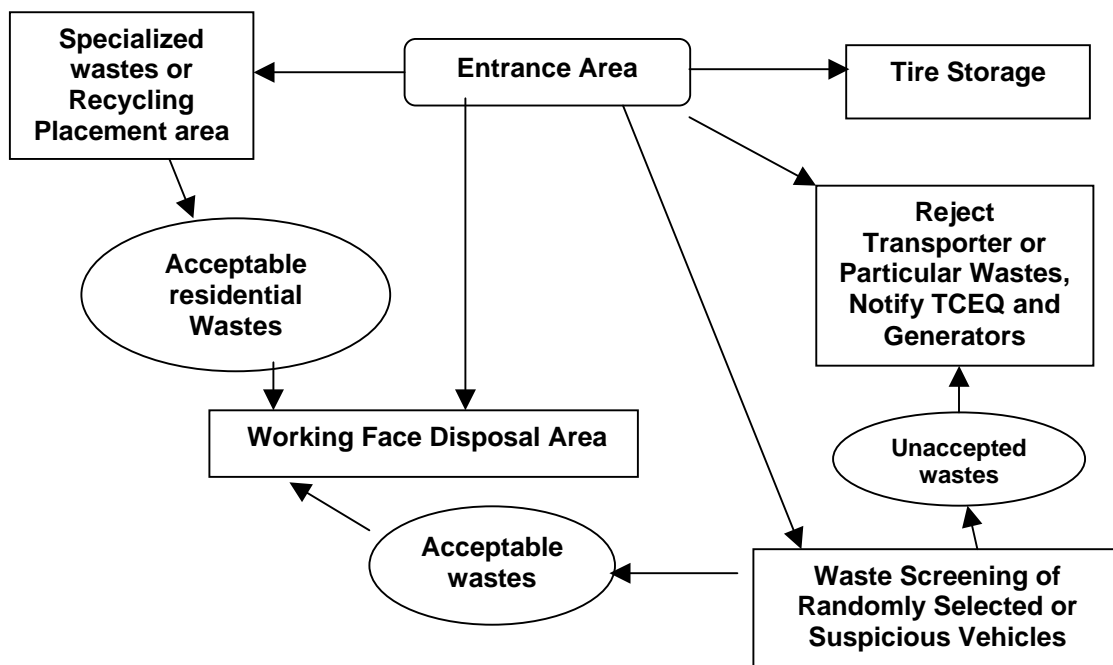 Specialized
wastes or
Recycling
Placement area
Entrance Area
Tire Storage
Reject
Transporter or
Particular Wastes,
Notify TCEQ and
Generators
Acceptable
residential
Wastes
Working Face Disposal Area
Unaccepted
wastes
Acceptable
wastes
Waste Screening of
Randomly Selected or
Suspicious Vehicles